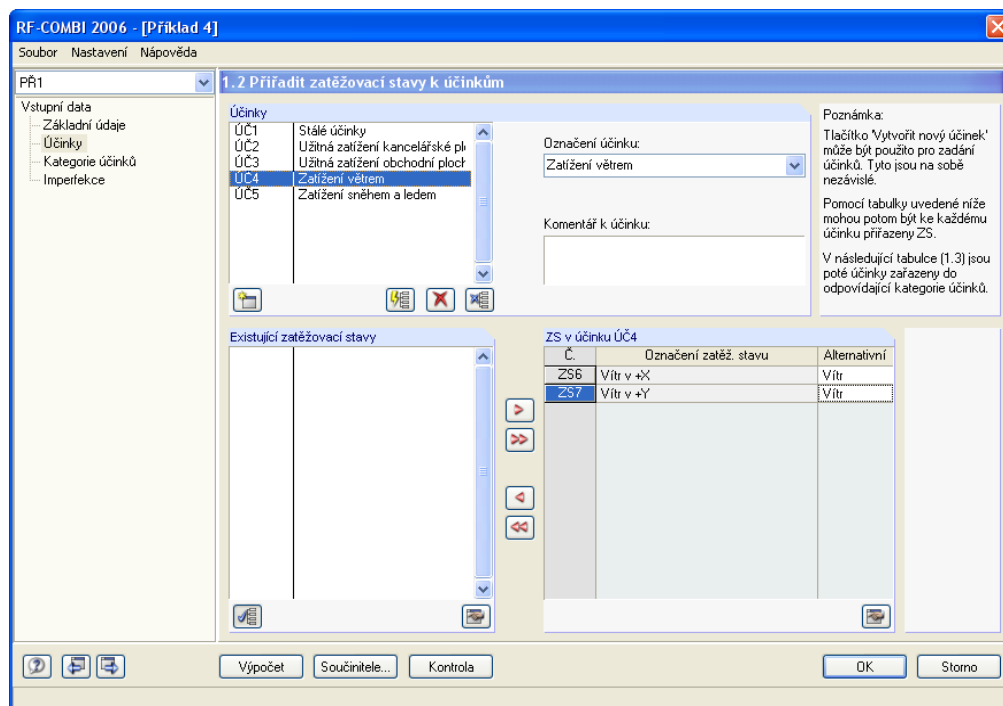 RF-COMBI 2006 - [Příklad 4]
Soubor Nastavení Nápověda
PŘ1
1.2 Přiřadit zatěžovací stavy k účinkům
Vstupní data
Základní údaje
Účinky
Kategorie účinků
Imperfekce
Účinky
ÚČ1 Stálé účinky
ÚČ2 Užitná zatížení kancelářské pl
ÚČ3 Užitná zatížení obchodní ploch
ÚČ4 Zatížení větrem
ÚČ5 Zatížení sněhem a ledem
Označení účinku:
Zatížení větrem
Komentář k účinku:
Poznámka:
Tlačítko 'Vytvořit nový účinek'
může být použito pro zadání
účinků. Tyto jsou na sobě
nezávislé.
Pomocí tabulky uvedené níže
mohou potom být ke každému
účinku přiřazeny ZS.
V následující tabulce (1.3) jsou
poté účinky zařazeny do
odpovídající kategorie účinků.
Existující zatěžovací stavy
ZS v účinku ÚČ4
Č. Označení zatěž. stavu Alternativní
ZS6 Vítr v +X Vítr
ZS7 Vítr v +Y Vítr
Výpočet Součinitele... Kontrola OK Storno